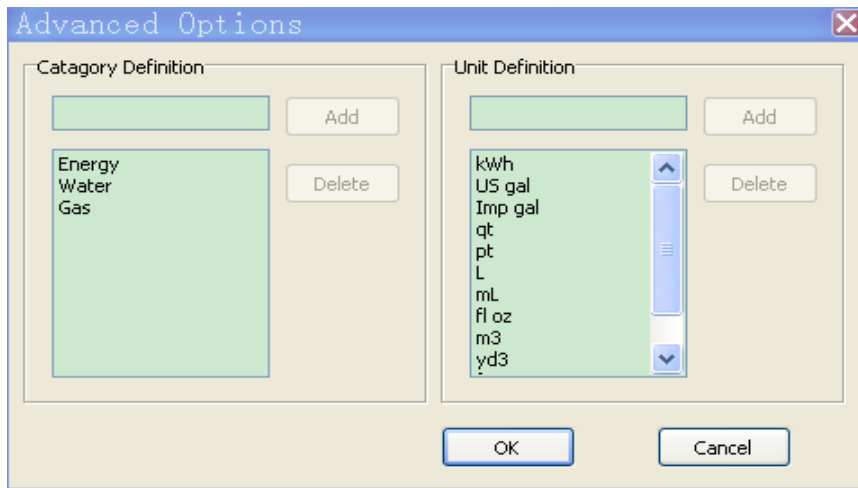 Advanced Options
Catagory Definition
Add
Energy
Water
Gas
Delete
Unit Definition
Add
kWh
US gal
Imp gal
qt
pt
L
mL
fl oz
m3
yd3
Delete
OK
Cancel